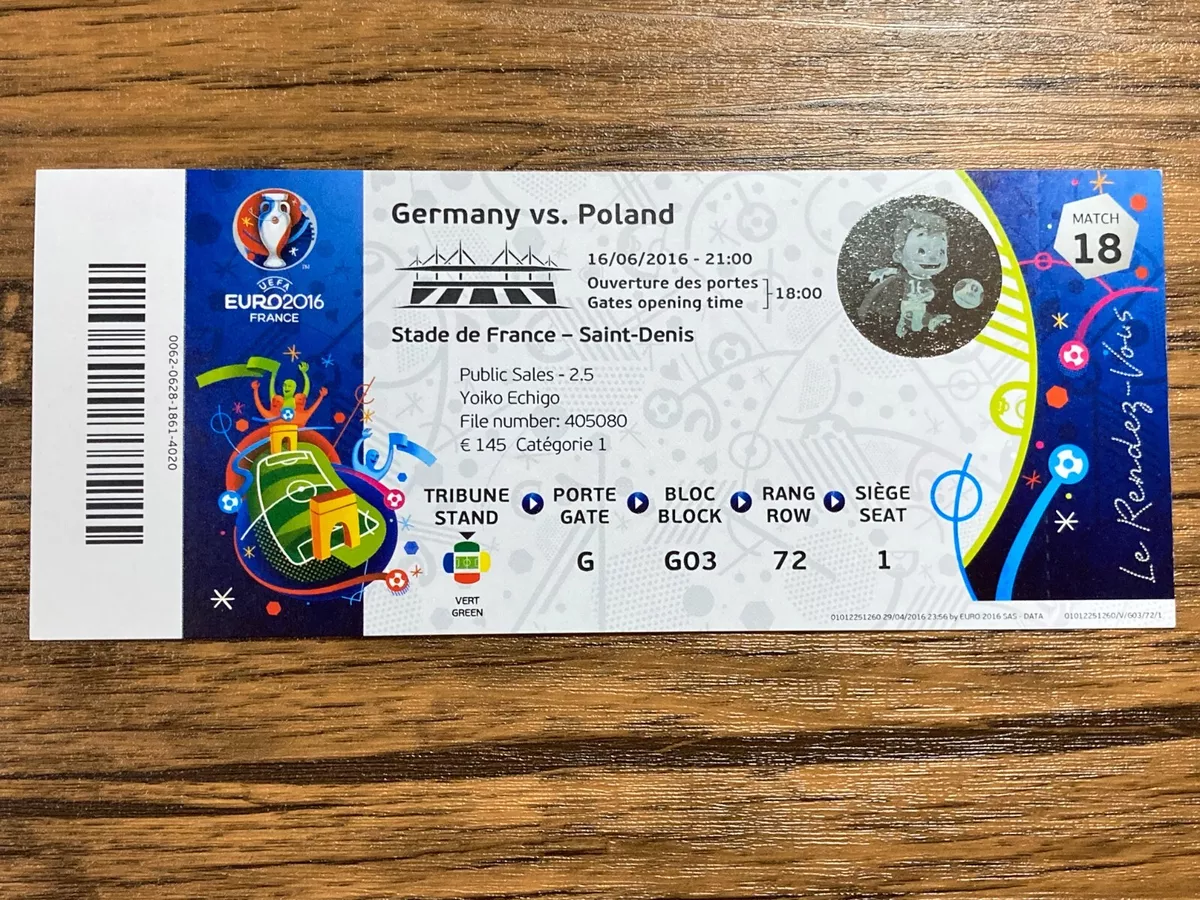 0062-0628-1861-4020
UEFA
EURO2016
FRANCE
TM
Germany vs. Poland
16/06/2016 - 21:00
Ouverture des portes
Gates opening time
18:00
Stade de France – Saint-Denis
Public Sales - 2.5
Yoiko Echigo
File number: 405080
€ 145 Catégorie 1
TRIBUNE PORTE BLOC RANG SIÈGE
STAND GATE BLOCK ROW SEAT
G G03 72 1
VERT
GREEN
MATCH
18
Le Rendez-Vous
01012251260 29/04/2016 23:56 by EURO 2016 SAS - DATA
01012251260/V/G03/72/1